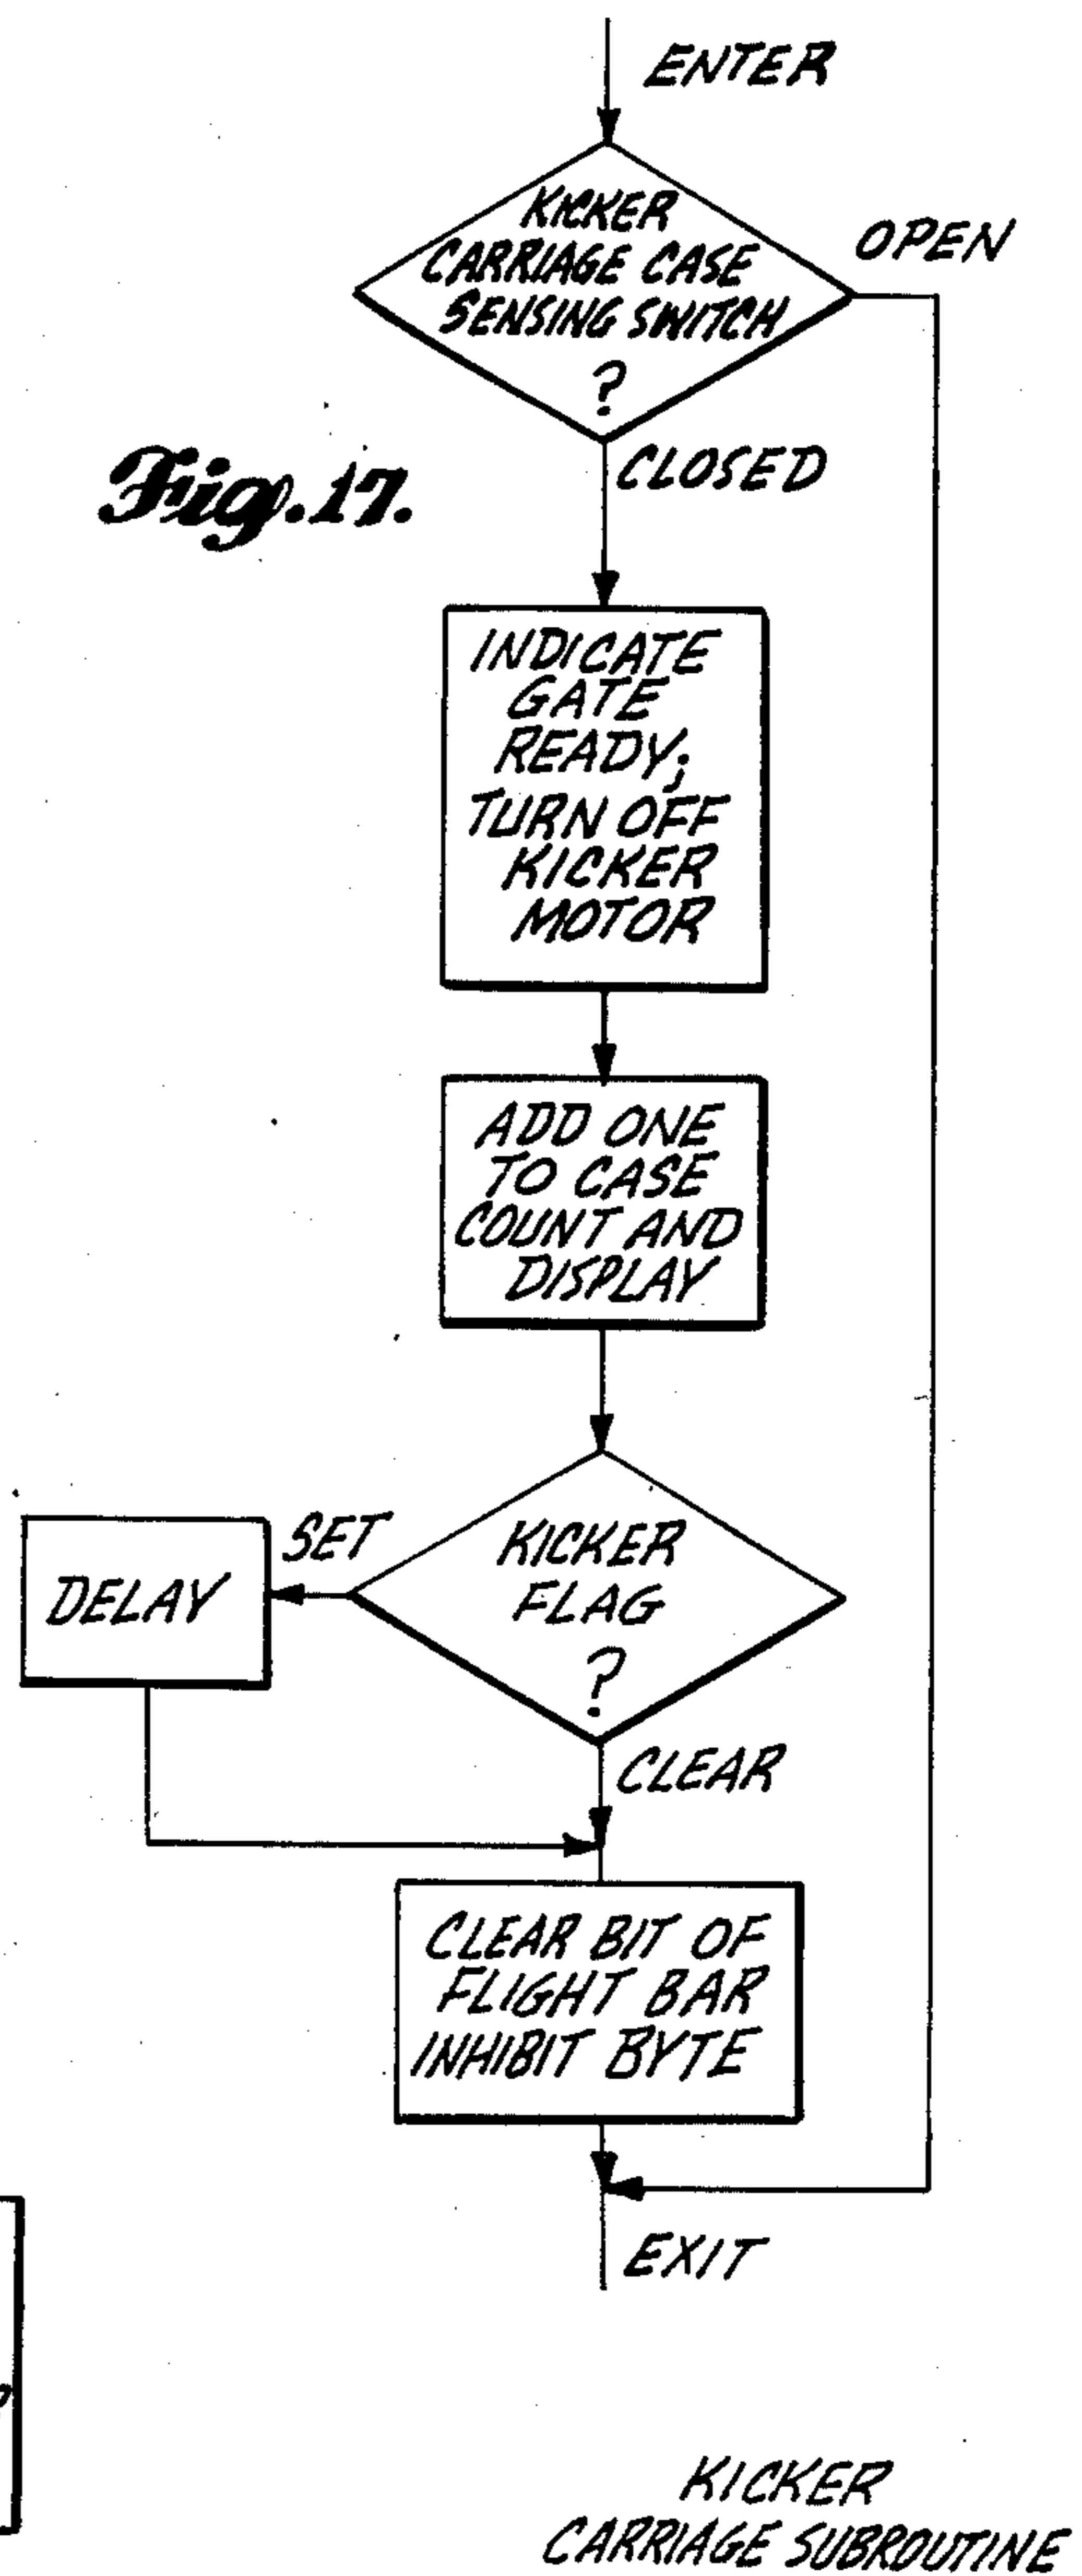 ENTER
KICKER
CARRIAGE CASE
SENSING SWITCH
?
OPEN
CLOSED
Fig. 17.
INDICATE
GATE
READY;
TURN OFF
KICKER
MOTOR
ADD ONE
TO CASE
COUNT AND
DISPLAY
KICKER
FLAG
?
SET
DELAY
CLEAR
CLEAR BIT OF
FLIGHT BAR
INHIBIT BYTE
EXIT
KICKER
CARRIAGE SUBROUTINE